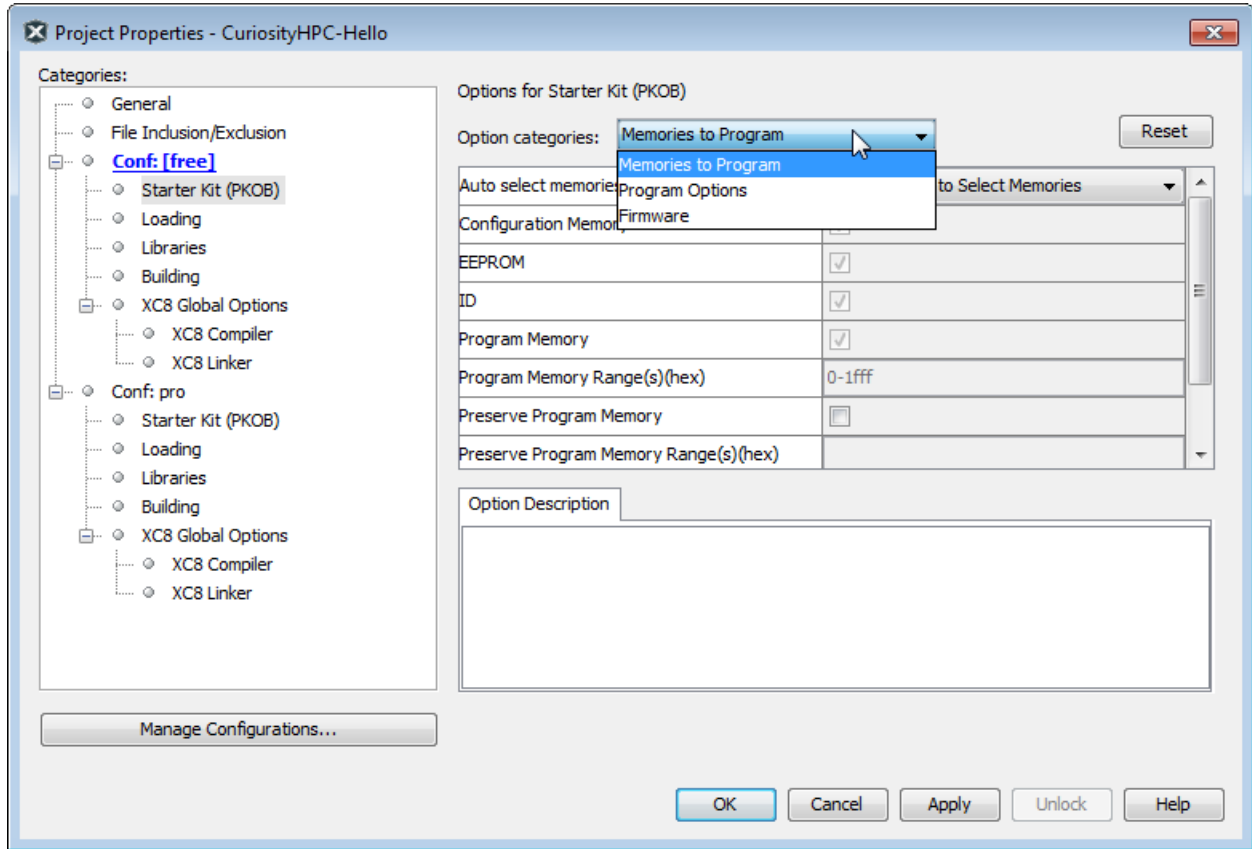 Project Properties - CuriosityHPC-Hello
Categories:
General
File Inclusion/Exclusion
Conf: [free]
Starter Kit (PKOB)
Loading
Libraries
Building
XC8 Global Options
XC8 Compiler
XC8 Linker
Conf: pro
Starter Kit (PKOB)
Loading
Libraries
Building
XC8 Global Options
XC8 Compiler
XC8 Linker
Manage Configurations...
Options for Starter Kit (PKOB)
Option categories: Memories to Program Reset
Memories to Program
Program Options
Firmware
Auto select memories to Select Memories
Configuration Memory
EEPROM
ID
Program Memory
Program Memory Range(s)(hex) 0-1fff
Preserve Program Memory
Preserve Program Memory Range(s)(hex)
Option Description
OK Cancel Apply Unlock Help